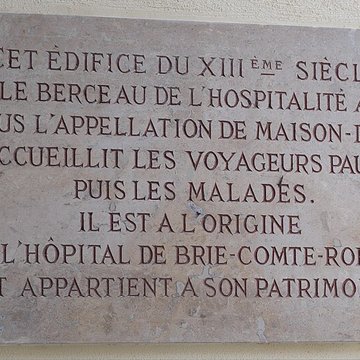 CET ÉDIFICE DU XIII ÈME SIÈCL
LE BERCEAU DE L'HOSPITALITÉ A
US L'APPELLATION DE MAISON-D
CCUEILLIT LES VOYAGEURS PAU
PUIS LES MALADES.
IL EST A L'ORIGINE
L'HÔPITAL DE BRIE-COMTE-RO
T APPARTIENT A SON PATRIMO